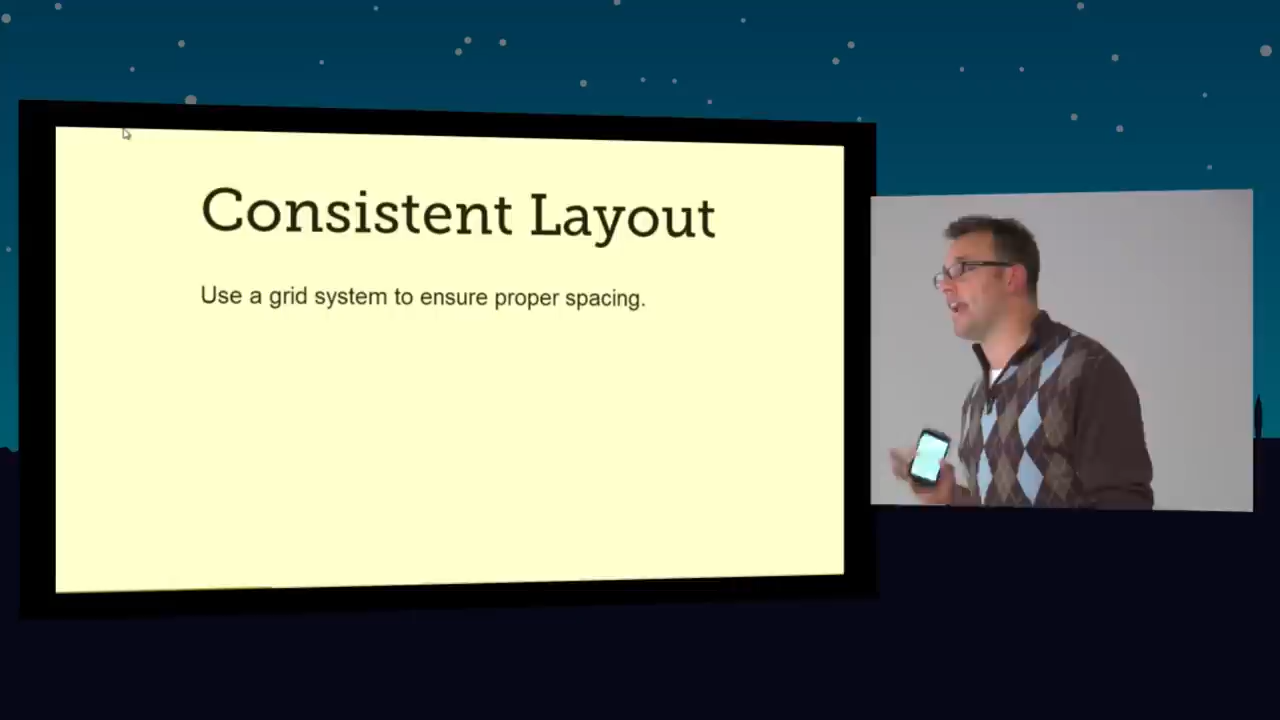 Consistent Layout
Use a grid system to ensure proper spacing.